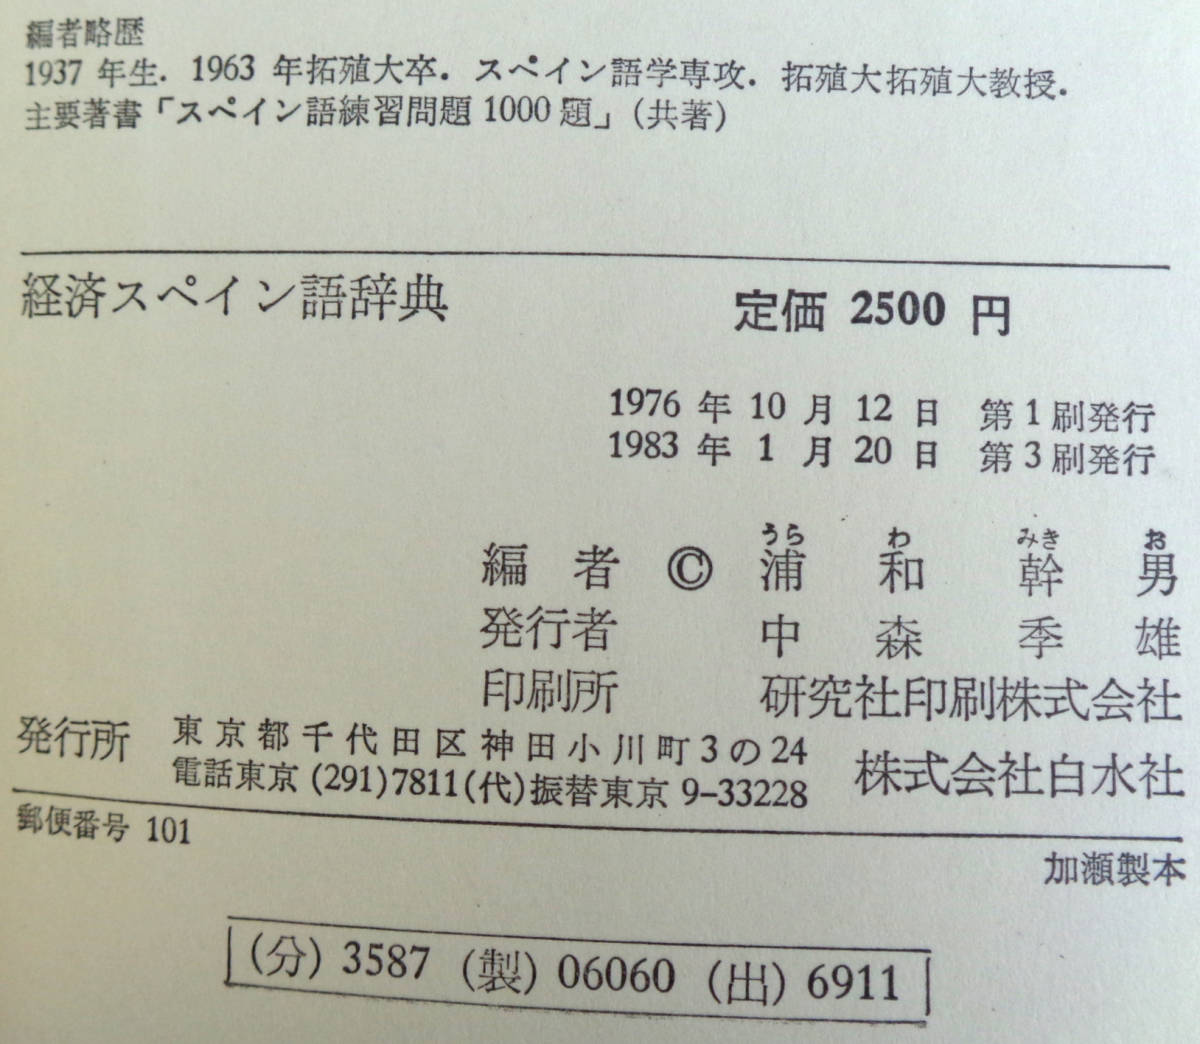 編者略歴
1937 年生．1963 年拓殖大卒．スペイン語学専攻．拓殖大拓殖大教授．
主要著書「スペイン語練習問題 1000 題」（共著）
経済スペイン語辞典　定価 2500 円
1976 年 10 月 12 日　第 1 刷発行
1983 年 1 月 20 日　第 3 刷発行
うら わ みき お
編者 © 浦和幹男
発行者 中森季雄
印刷所 研究社印刷株式会社
発行所 東京都千代田区神田小川町3の24 株式会社白水社
電話東京 (291)7811(代)振替東京 9-33228
郵便番号 101
加瀬製本
(分) 3587 (製) 06060 (出) 6911